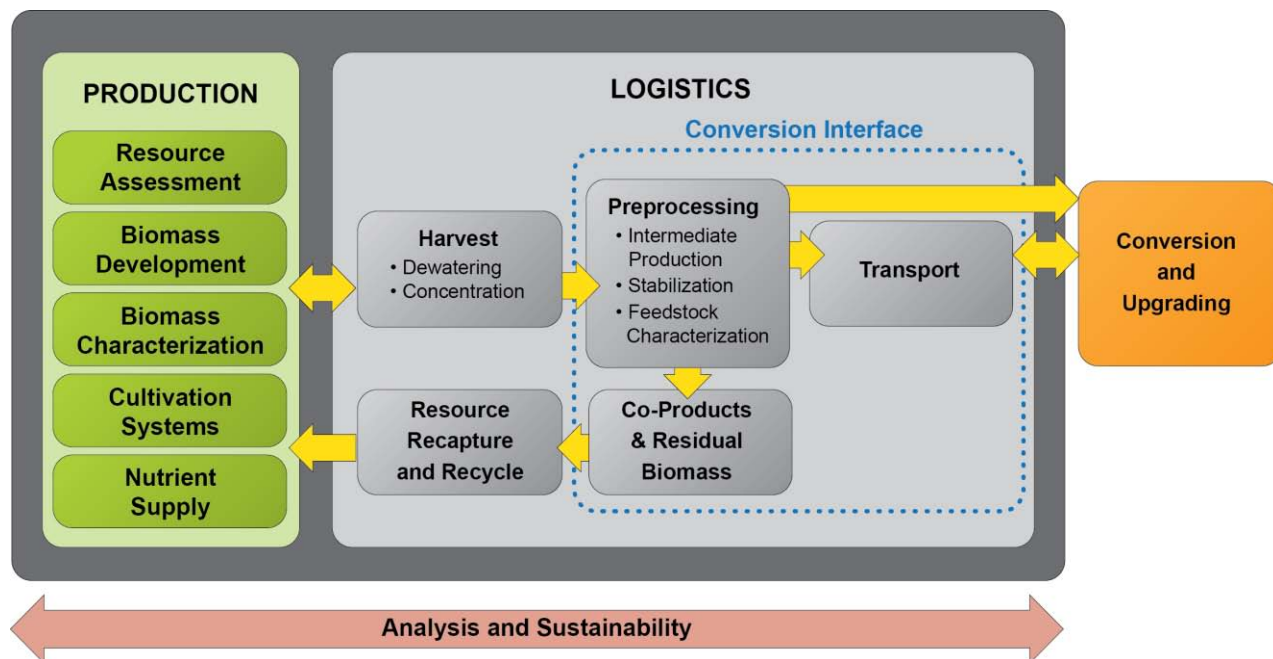 PRODUCTION
Resource
Assessment
Biomass
Development
Biomass
Characterization
Cultivation
Systems
Nutrient
Supply
LOGISTICS
Conversion Interface
Harvest
• Dewatering
• Concentration
Preprocessing
• Intermediate
Production
• Stabilization
• Feedstock
Characterization
Transport
Resource
Recapture
and Recycle
Co-Products
& Residual
Biomass
Conversion
and
Upgrading
Analysis and Sustainability